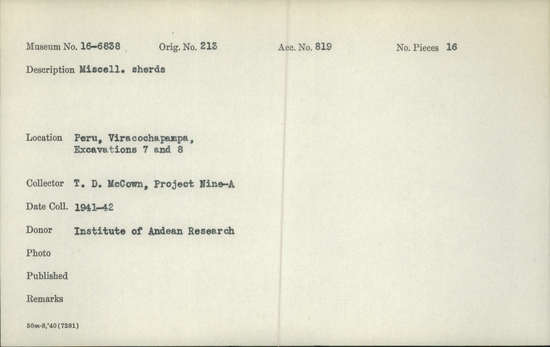 Museum No. 16-6838 Orig. No. 213 Acc. No. 819 No. Pieces 16
Description Miscell. sherds
Location Peru, Viracochapampa,
Excavations 7 and 8
Collector T. D. McCown, Project Nine-A
Date Coll. 1941-42
Donor Institute of Andean Research
Photo
Published
Remarks
50m-8,'40(7281)